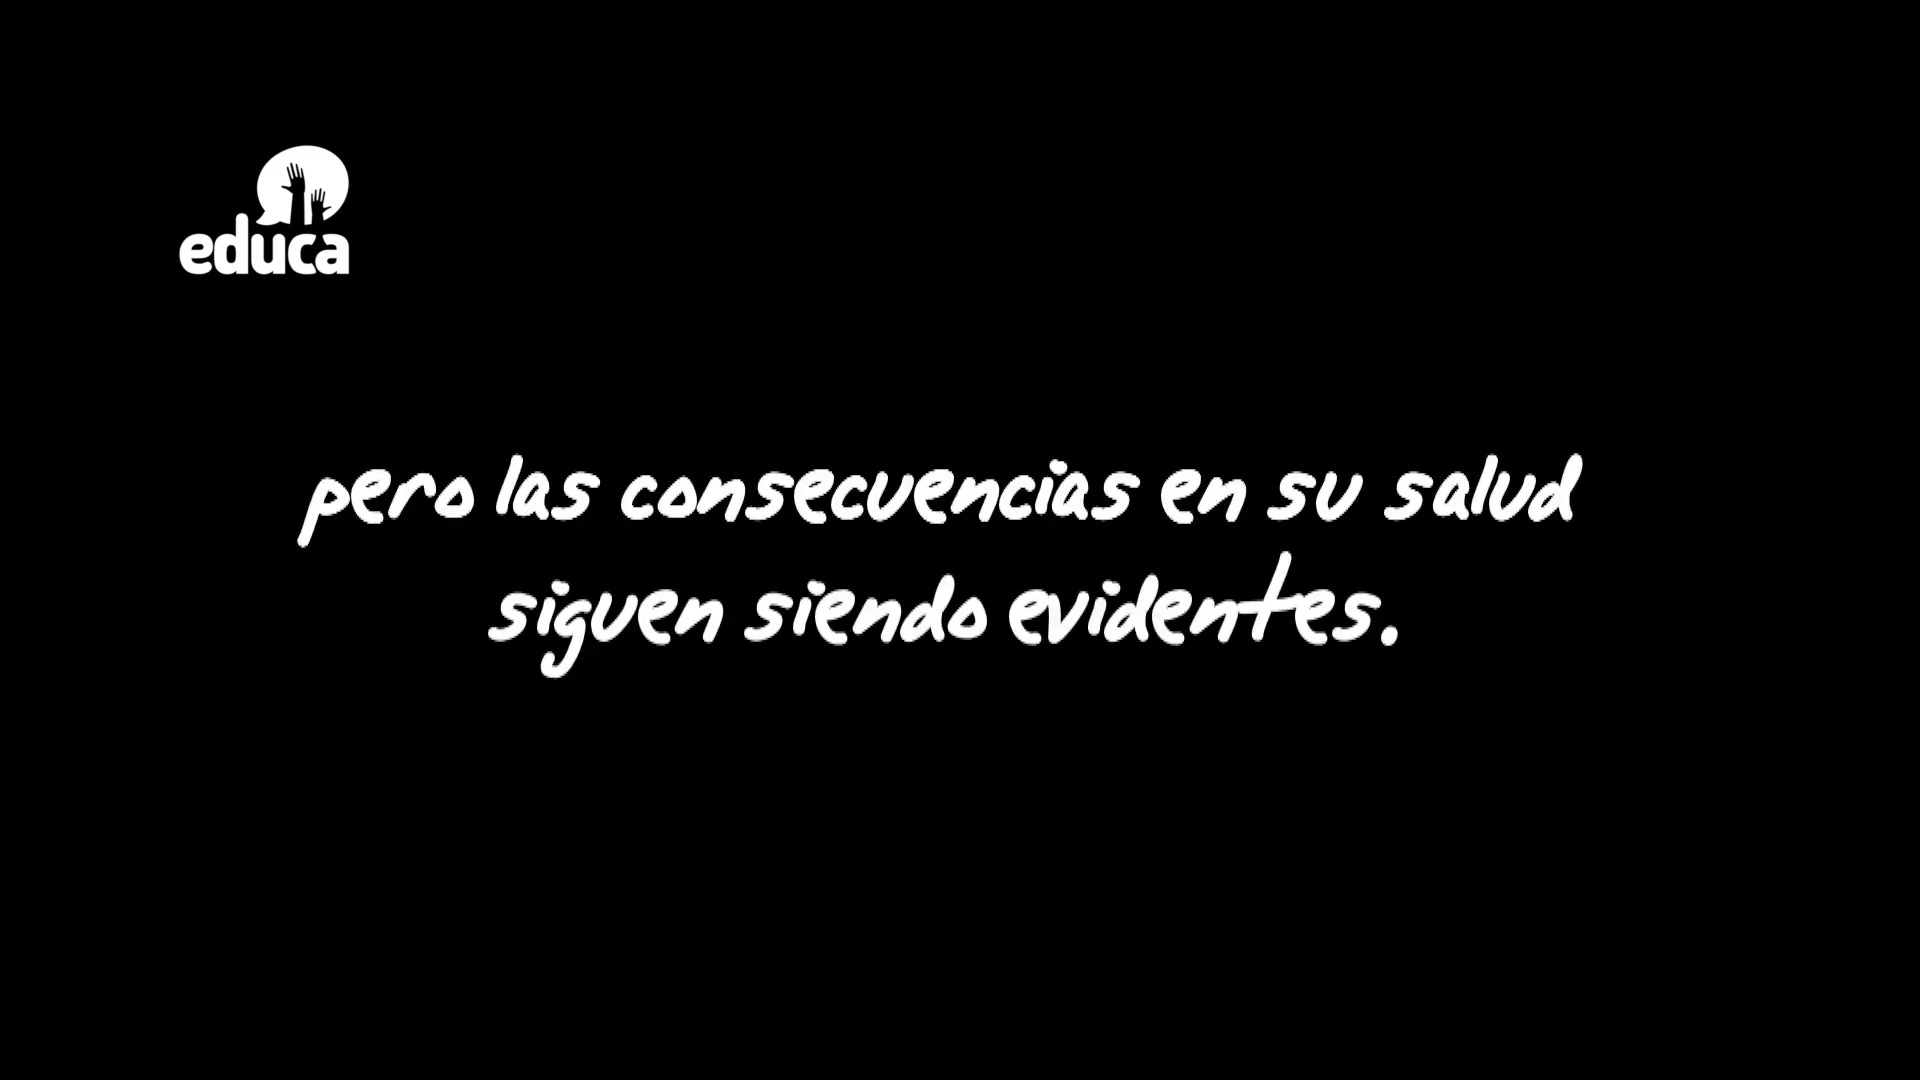 educa
pero las consecuencias en su salud
siguen siendo evidentes.